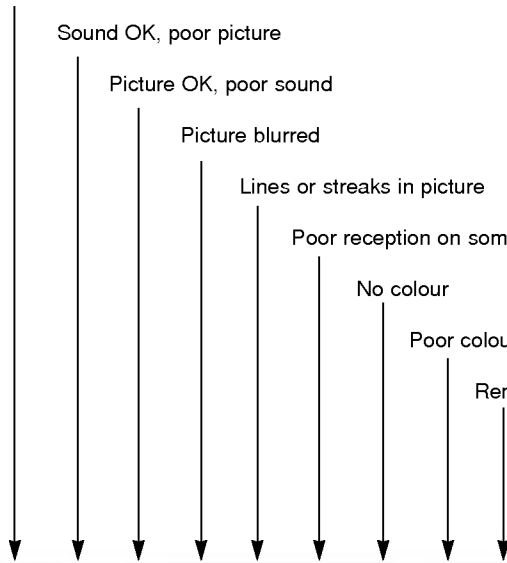 Sound OK, poor picture
Picture OK, poor sound
Picture blurred
Lines or streaks in picture
Poor reception on som
No colour
Poor colou
Rer